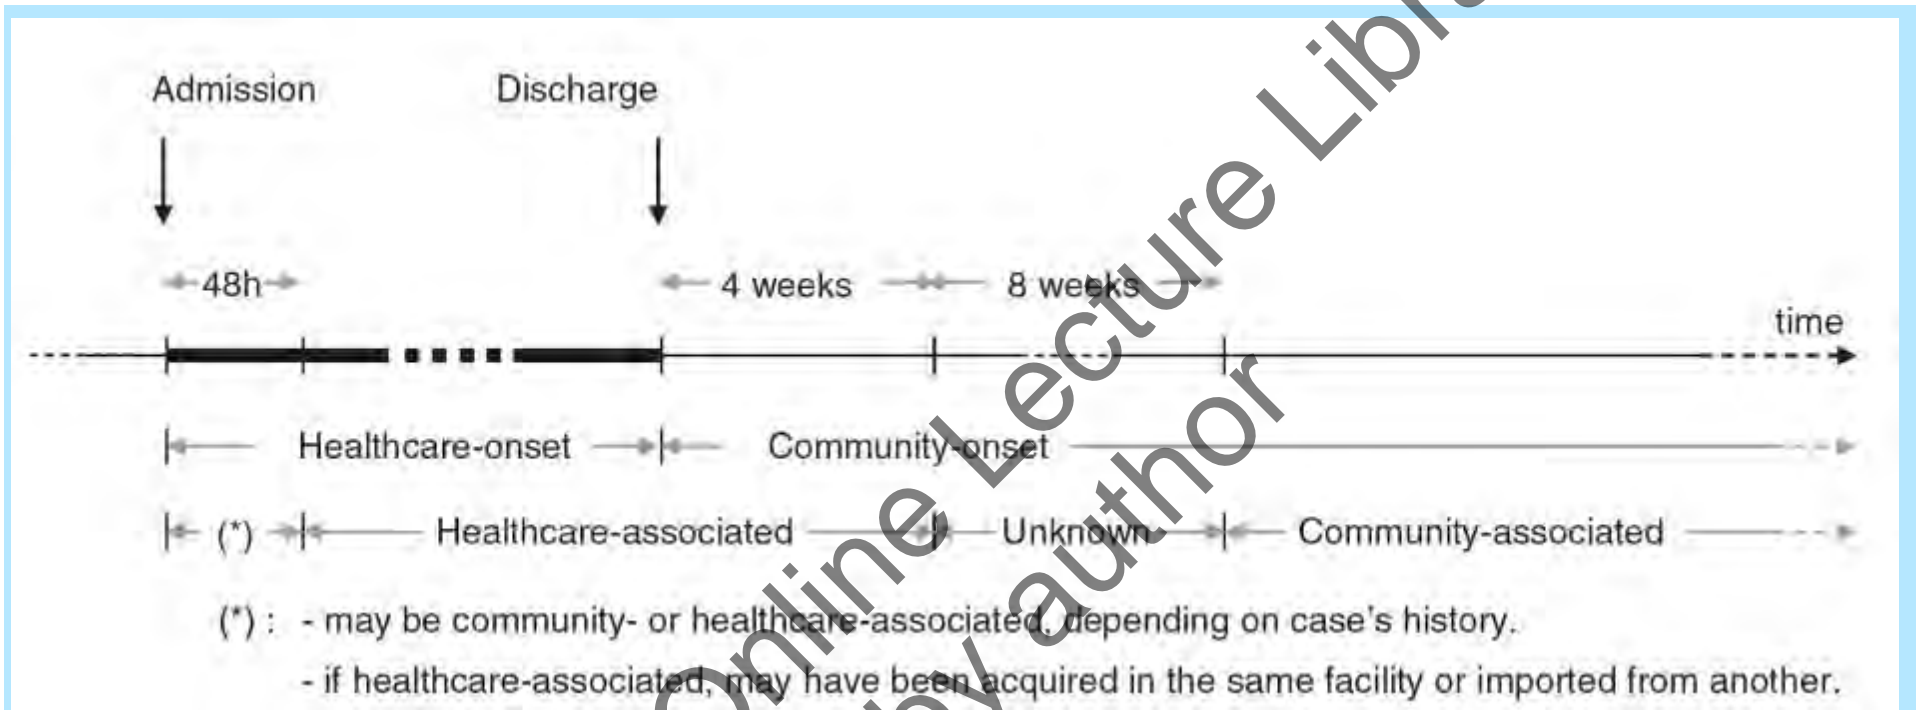 Admission Discharge
48h 4 weeks 8 weeks
time
Healthcare-onset Community-onset
(*) Healthcare-associated Unknown Community-associated
(*) : - may be community- or healthcare-associated, depending on case's history.
- if healthcare-associated, may have been acquired in the same facility or imported from another.
Online Lecture
by author